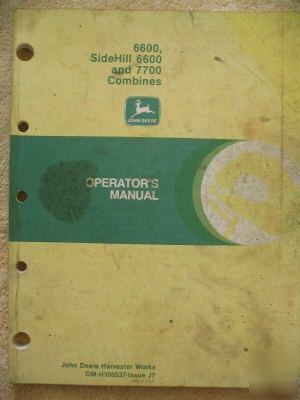 6600,
SideHill 6600
and 7700
Combines
JOHN DEERE
OPERATOR'S
MANUAL
John Deere Harvester Works
OM-H100537-Issue J7